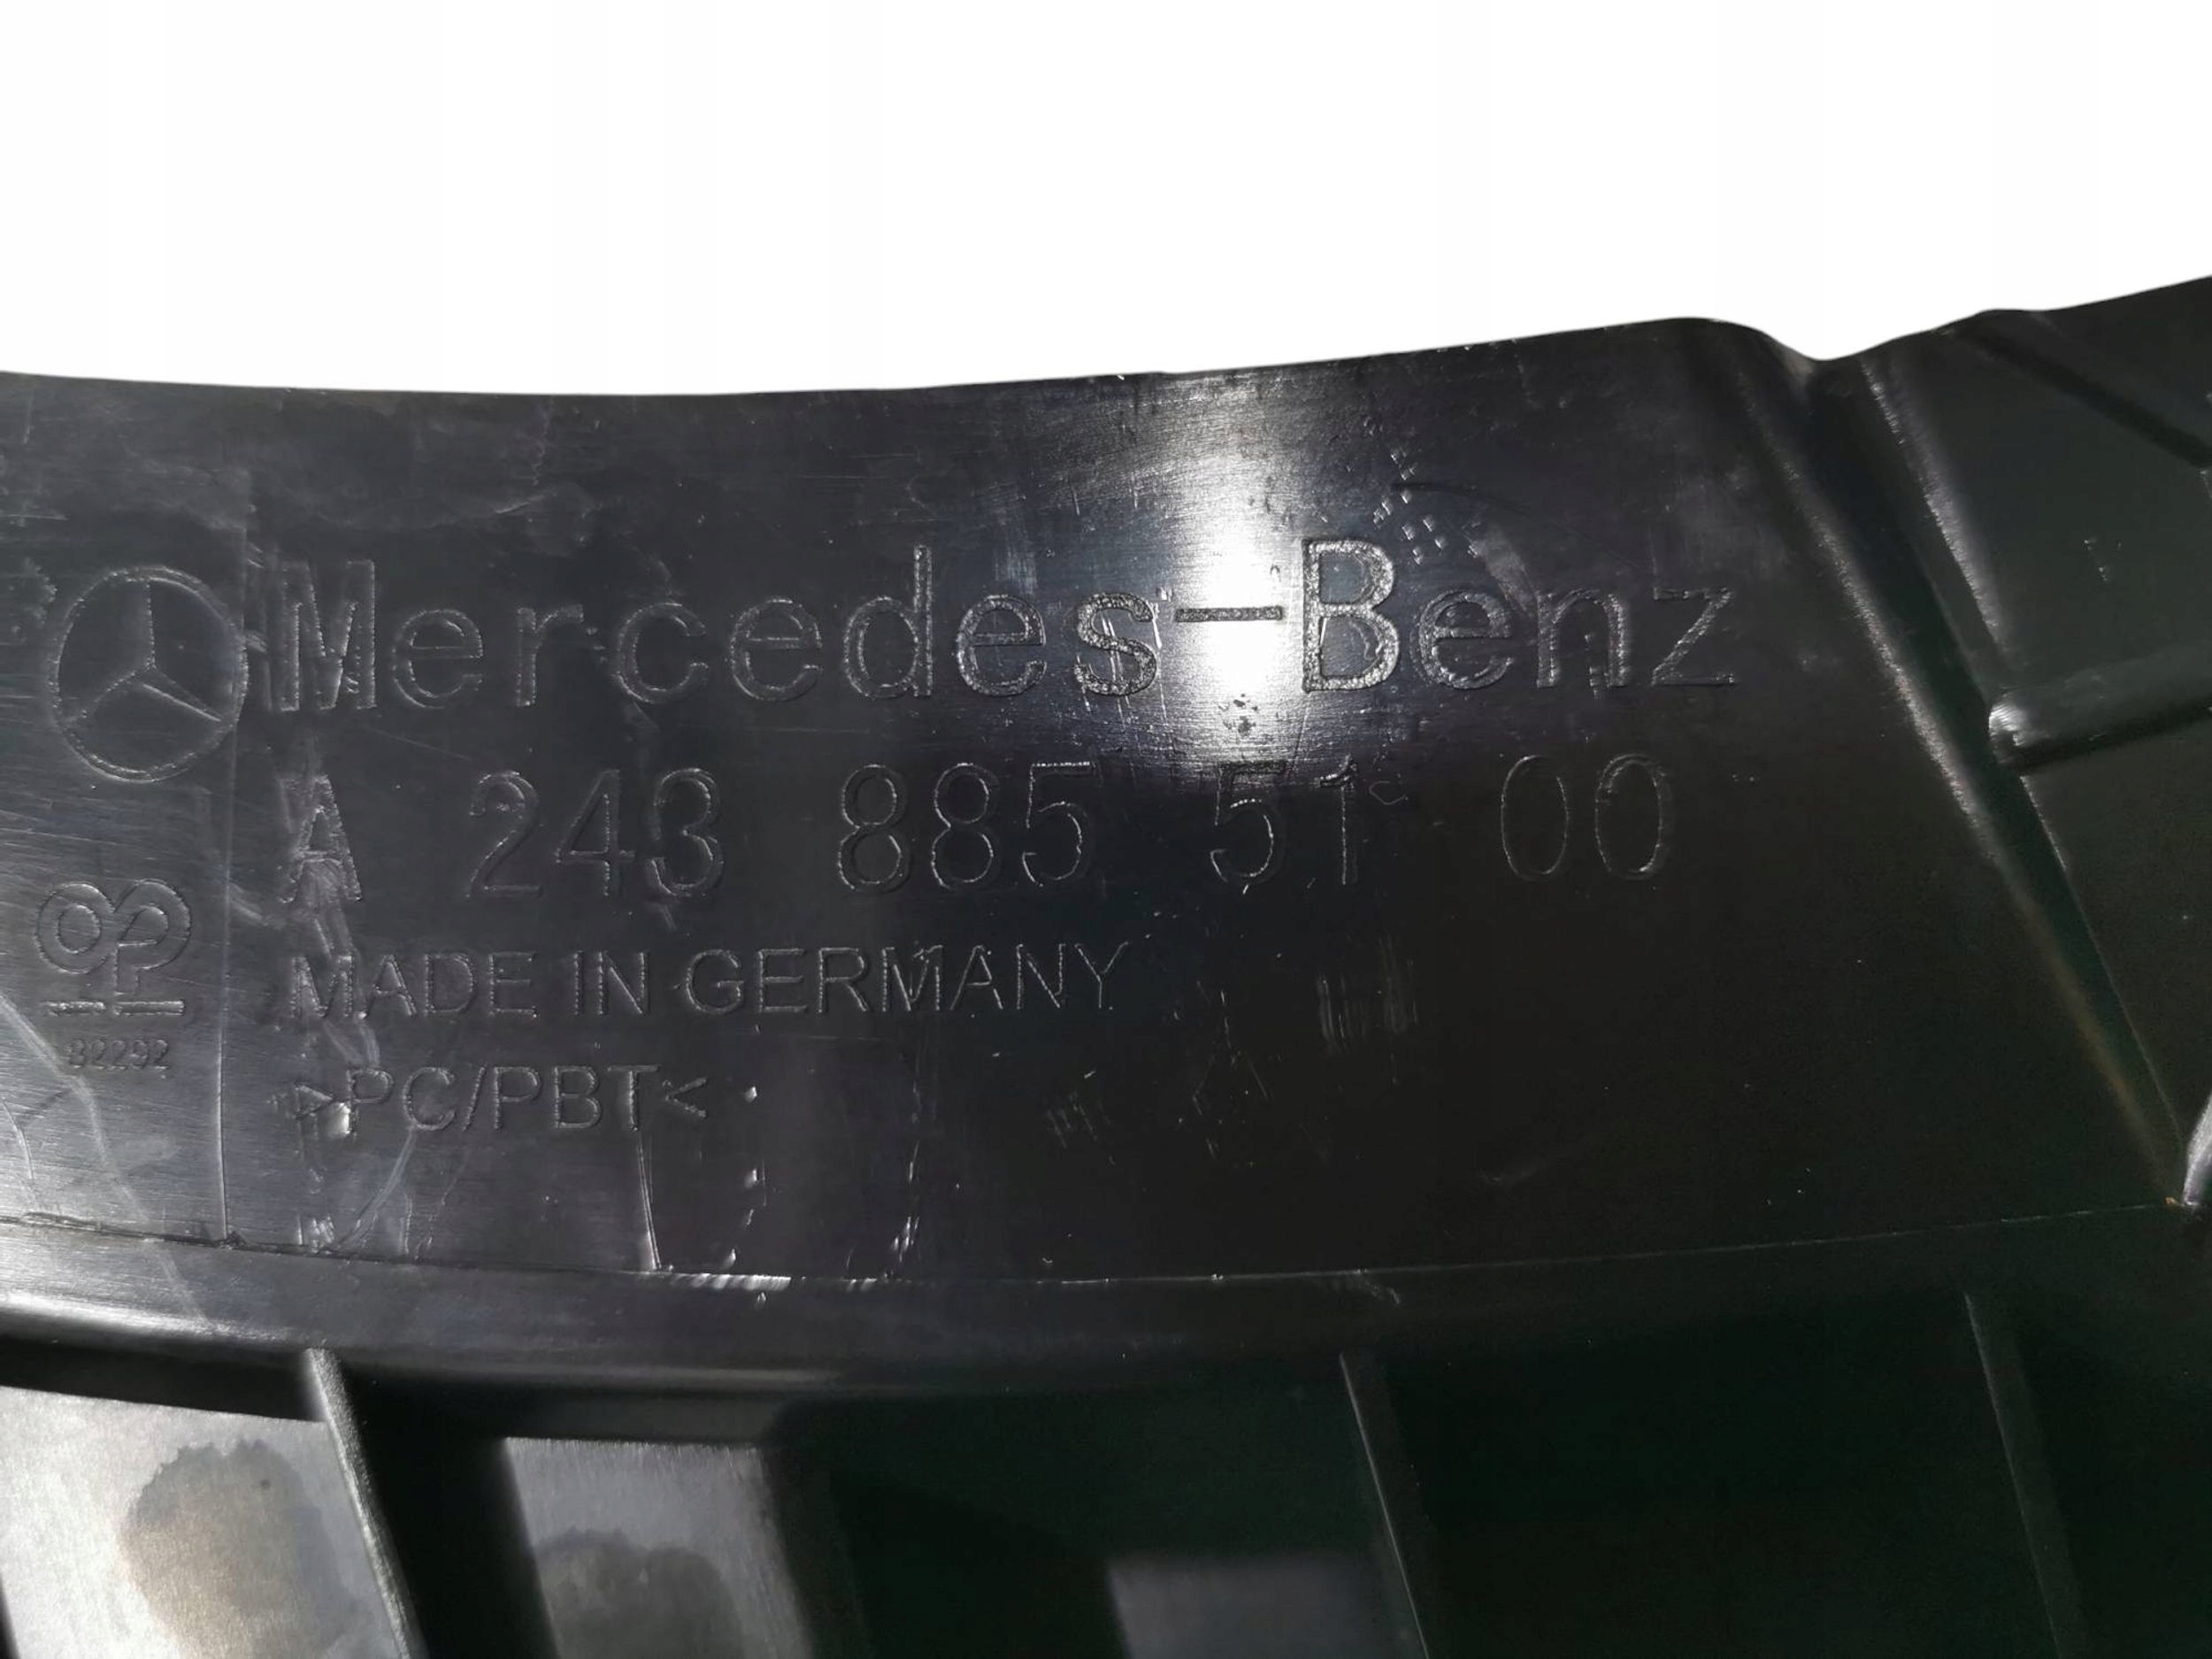 Mercedes-Benz
A 243 885 51 00
MADE IN GERMANY
>PC/PBT<
82292